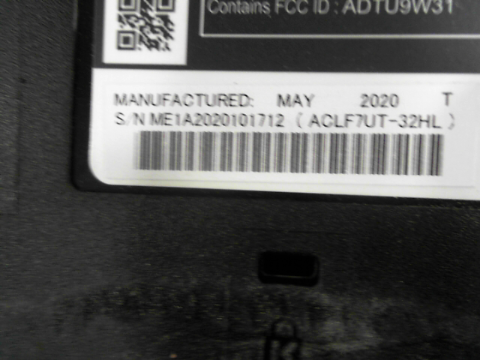 Contains FCC ID : ADTU9W31
MANUFACTURED: MAY 2020 T
S/N ME1A2020101712 ( ACLF7UT-32HL )